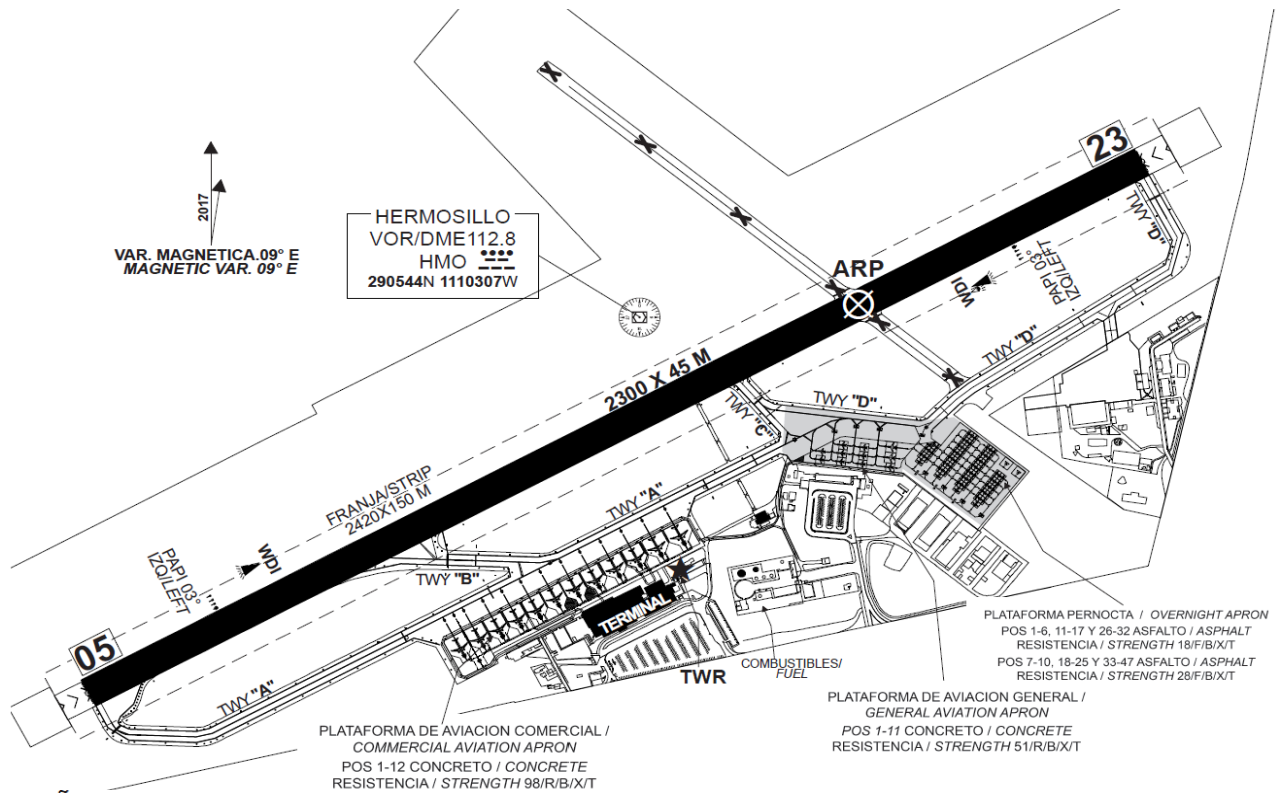 23
2017
VAR. MAGNETICA.09° E
MAGNETIC VAR. 09° E
HERMOSILLO
VOR/DME112.8
HMO
290544N 1110307W
ARP
TWY "D"
PAPI 03°
IZQ/LEFT
WDI
TWY "D"
2300 X 45 M
TWY "D"
TWY "C"
FRANJA/STRIP
2420X150 M
TWY "A"
WDI
PAPI 03°
IZQ/LEFT
TWY "B"
TERMINAL
05
TWY "A"
TWR
COMBUSTIBLES/
FUEL
PLATAFORMA PERNOCTA / OVERNIGHT APRON
POS 1-6, 11-17 Y 26-32 ASFALTO / ASPHALT
RESISTENCIA / STRENGTH 18/F/B/X/T
POS 7-10, 18-25 Y 33-47 ASFALTO / ASPHALT
RESISTENCIA / STRENGTH 28/F/B/X/T
PLATAFORMA DE AVIACION GENERAL /
GENERAL AVIATION APRON
POS 1-11 CONCRETO / CONCRETE
RESISTENCIA / STRENGTH 51/R/B/X/T
PLATAFORMA DE AVIACION COMERCIAL /
COMMERCIAL AVIATION APRON
POS 1-12 CONCRETO / CONCRETE
RESISTENCIA / STRENGTH 98/R/B/X/T